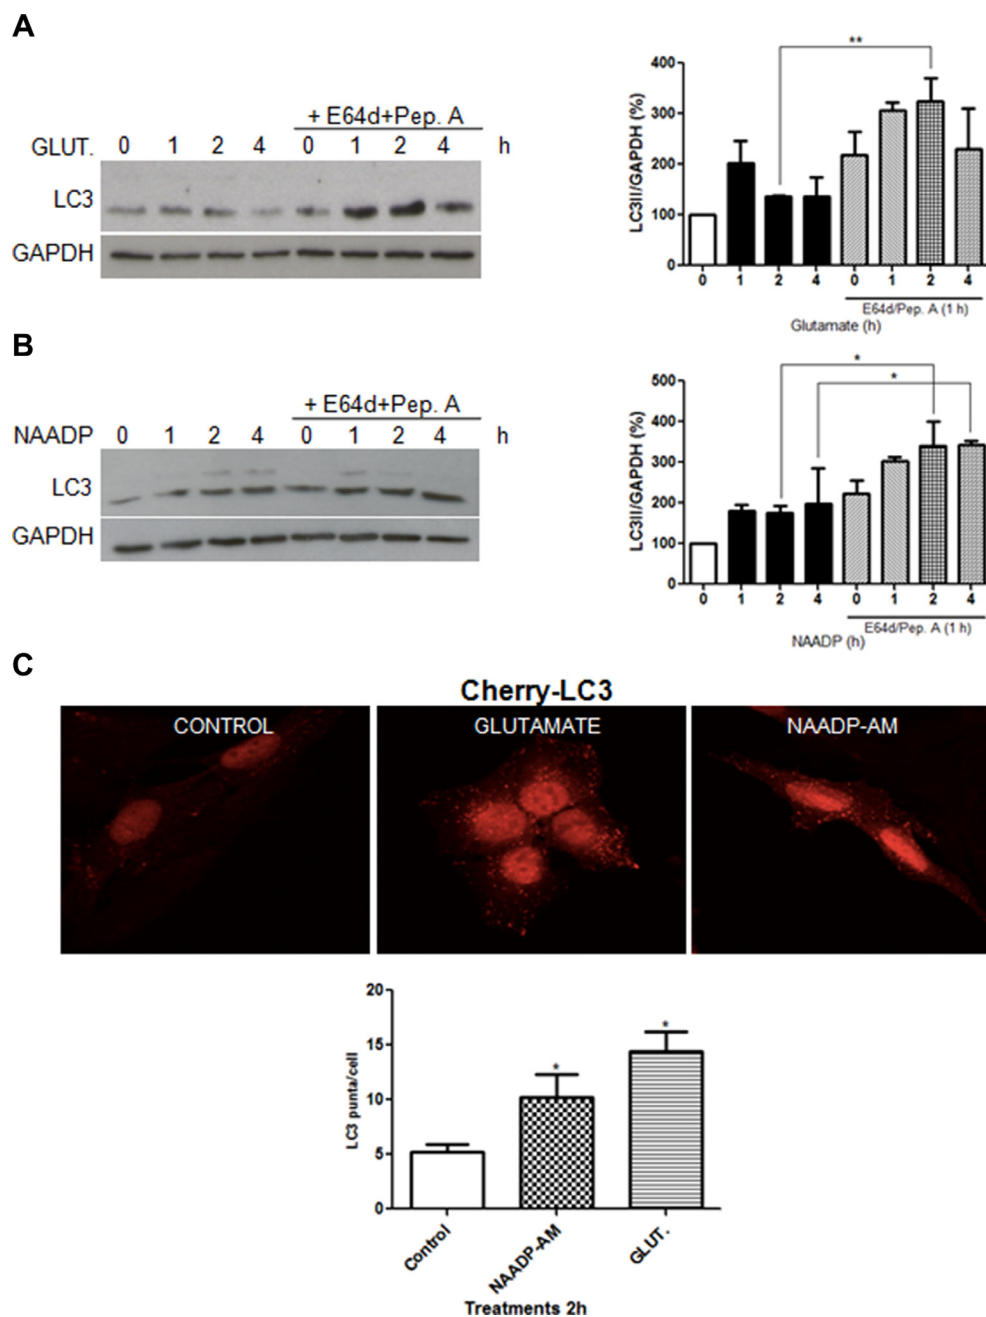 A
+ E64d+Pep. A
GLUT. 0 1 2 4 0 1 2 4 h
LC3
GAPDH
**
LC3II/GAPDH (%)
400
300
200
100
0
0 1 2 4 0 1 2 4
E64d/Pep. A (1 h)
Glutamate (h)
B
+ E64d+Pep. A
NAADP 0 1 2 4 0 1 2 4 h
LC3
GAPDH
*
*
LC3II/GAPDH (%)
500
400
300
200
100
0
0 1 2 4 0 1 2 4
E64d/Pep. A (1 h)
NAADP (h)
C
Cherry-LC3
CONTROL GLUTAMATE NAADP-AM
LC3 punta/cell
20
15
10
5
0
*
*
Control NAADP-AM GLUT.
Treatments 2h